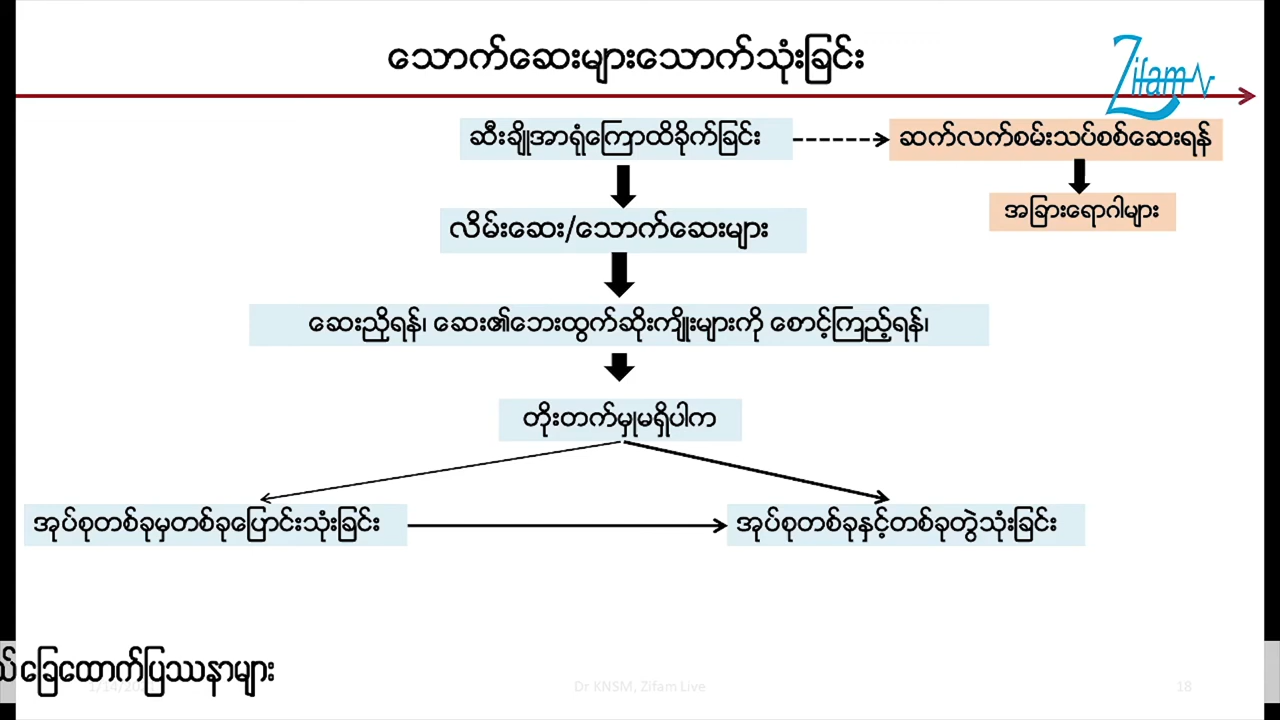 သောက်ဆေးများသောက်သုံးခြင်း
Zifam
ဆီးချိုအာရုံကြောထိခိုက်ခြင်း
ဆက်လက်စမ်းသပ်စစ်ဆေးရန်
အခြားရောဂါများ
လိမ်းဆေး/သောက်ဆေးများ
ဆေးညှိရန်၊ ဆေး၏ဘေးထွက်ဆိုးကျိုးများကို စောင့်ကြည့်ရန်၊
တိုးတက်မှုမရှိပါက
အုပ်စုတစ်ခုမှတစ်ခုပြောင်းသုံးခြင်း
အုပ်စုတစ်ခုနှင့်တစ်ခုတွဲသုံးခြင်း
ခြေထောက်ပြဿနာများ
Dr KNSM, Zifam Live
18